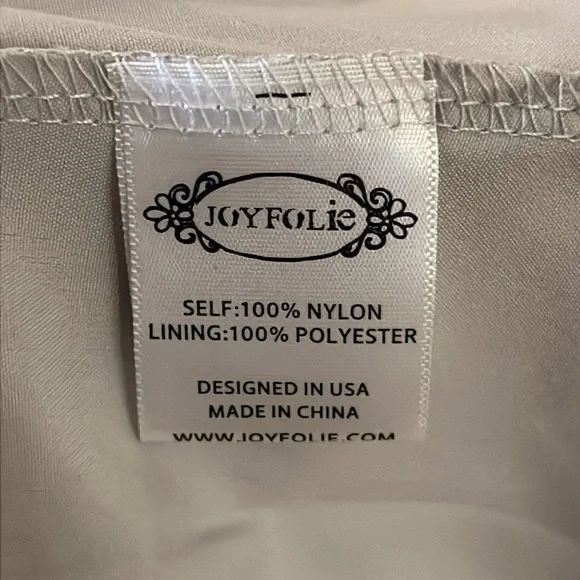 JOYFOLie
SELF:100% NYLON
LINING:100% POLYESTER
DESIGNED IN USA
MADE IN CHINA
WWW.JOYFOLIE.COM